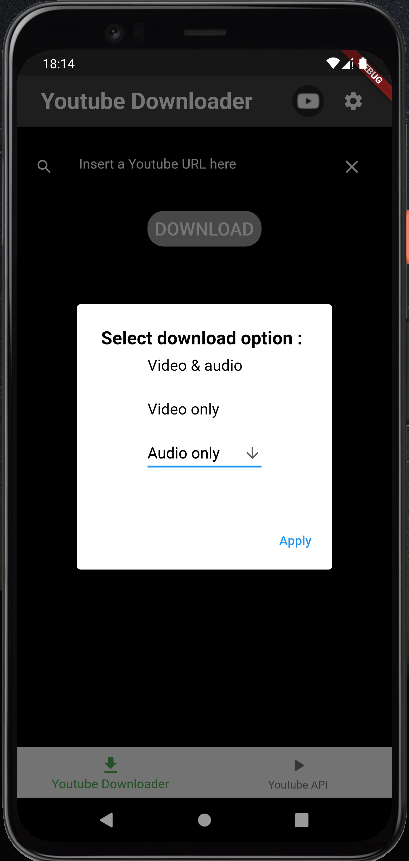 18:14
DEBUG
Youtube Downloader
Insert a Youtube URL here
DOWNLOAD
Select download option :
Video & audio
Video only
Audio only
Apply
Youtube Downloader
Youtube API